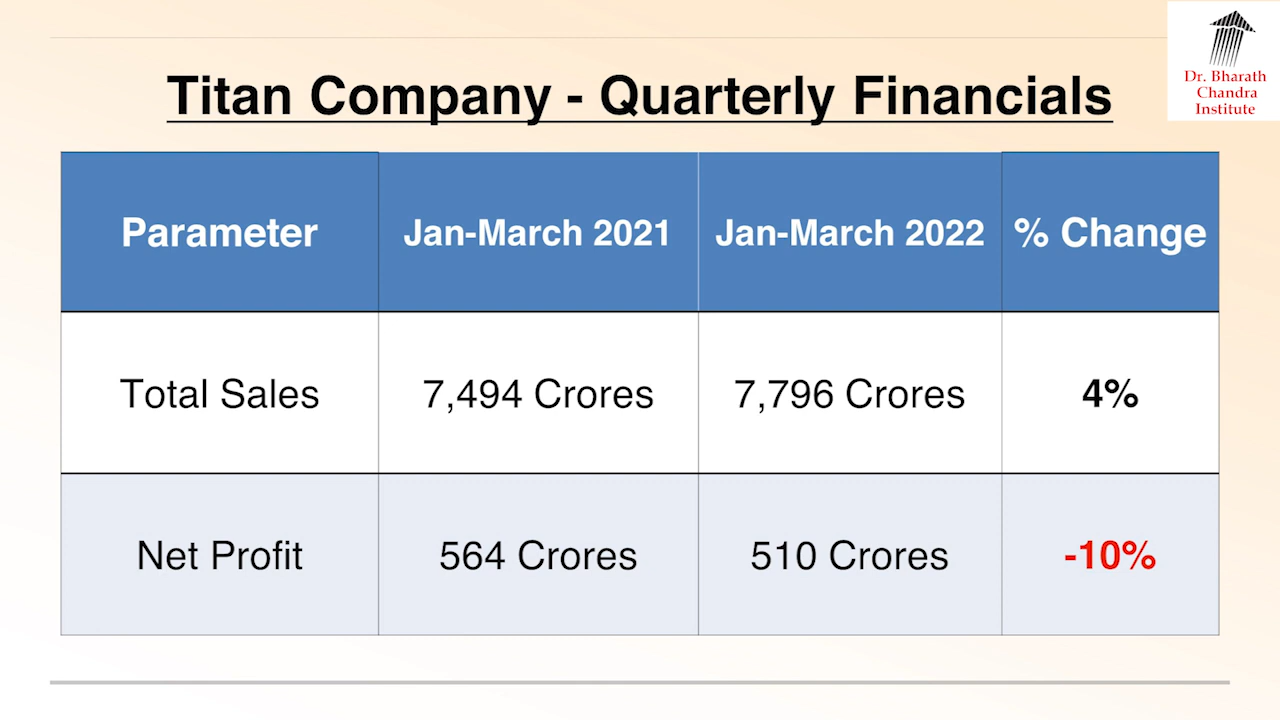 Dr. Bharath
Chandra
Institute
Titan Company - Quarterly Financials
Parameter Jan-March 2021 Jan-March 2022 % Change
Total Sales 7,494 Crores 7,796 Crores 4%
Net Profit 564 Crores 510 Crores -10%